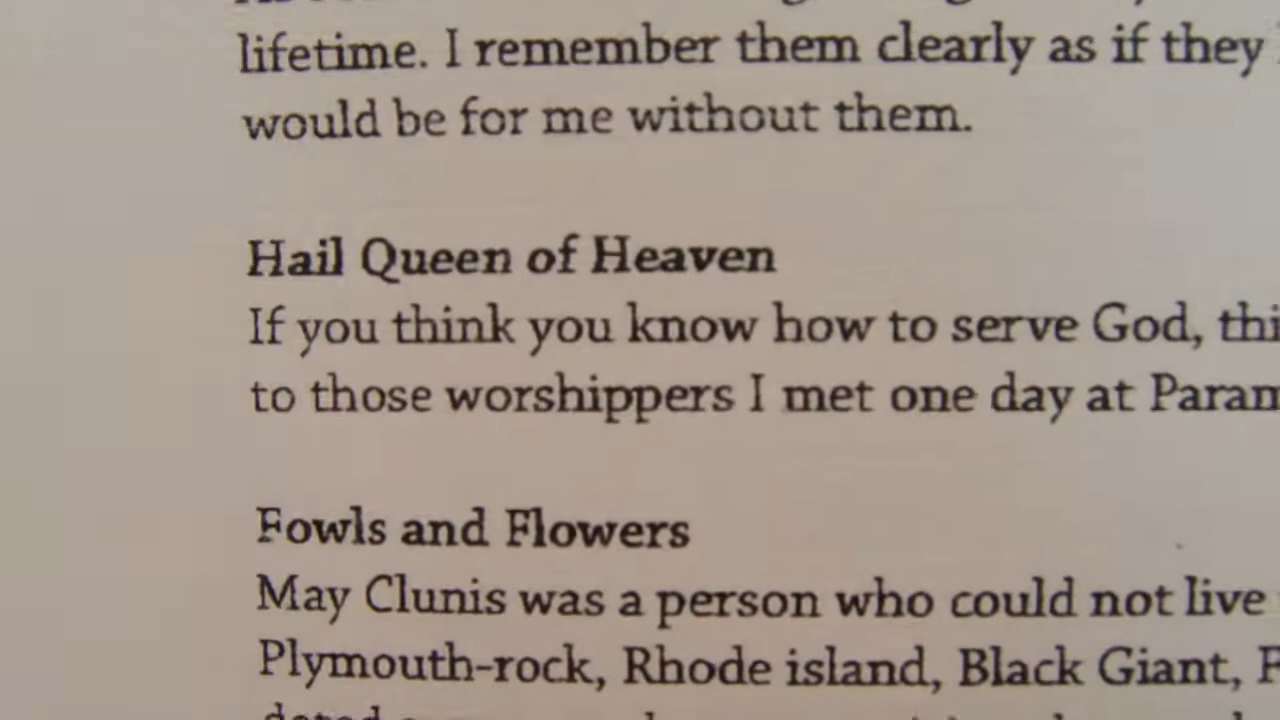 lifetime. I remember them clearly as if they
would be for me without them.
Hail Queen of Heaven
If you think you know how to serve God,
to those worshippers I met one day at
Fowls and Flowers
May Clunis was a person who could not live
Plymouth-rock, Rhode island, Black Giant,